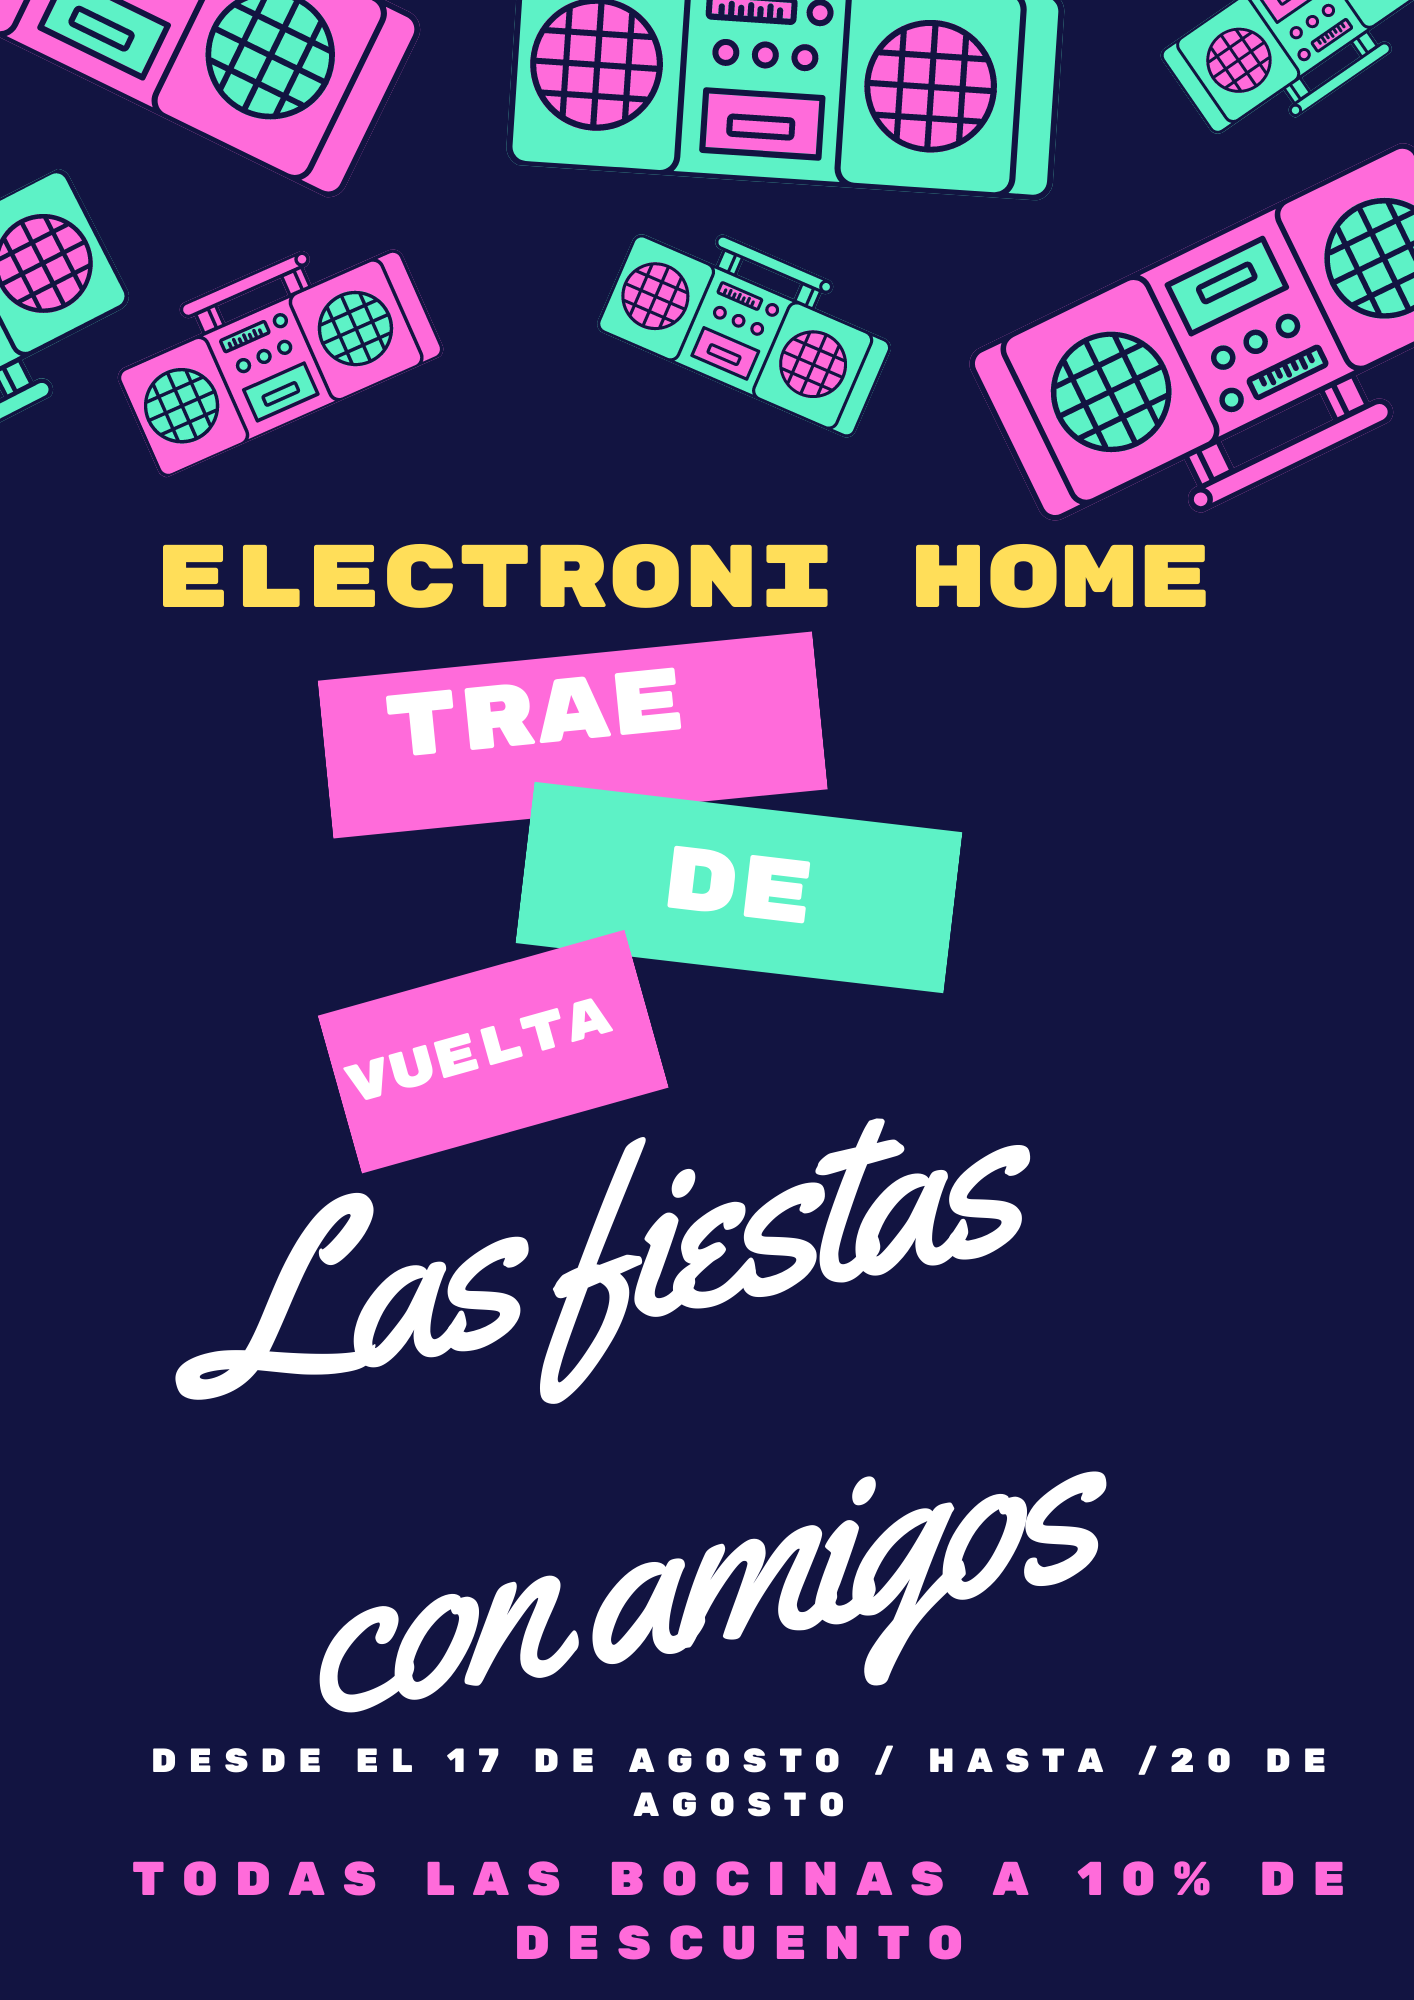 ELECTRONI HOME
TRAE
DE
VUELTA
Las fiestas
con amigos
DESDE EL 17 DE AGOSTO / HASTA /20 DE
AGOSTO
TODAS LAS BOCINAS A 10% DE
DESCUENTO